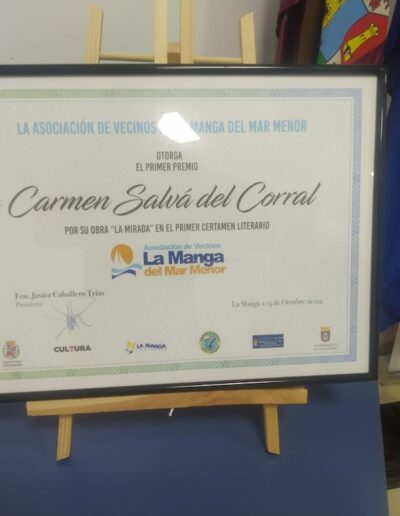 LA ASOCIACIÓN DE VECINOS MANGA DEL MAR MENOR
OTORGA
EL PRIMER PREMIO
Carmen Salvá del Corral
POR SU OBRA "LA MIRADA" EN EL PRIMER CERTAMEN LITERARIO
Asociación de Vecinos
La Manga
del Mar Menor
Fco. Javier Caballero Trías
Presidente
La Manga a 15 de Octubre 2022
CULTURA
LA MANGA